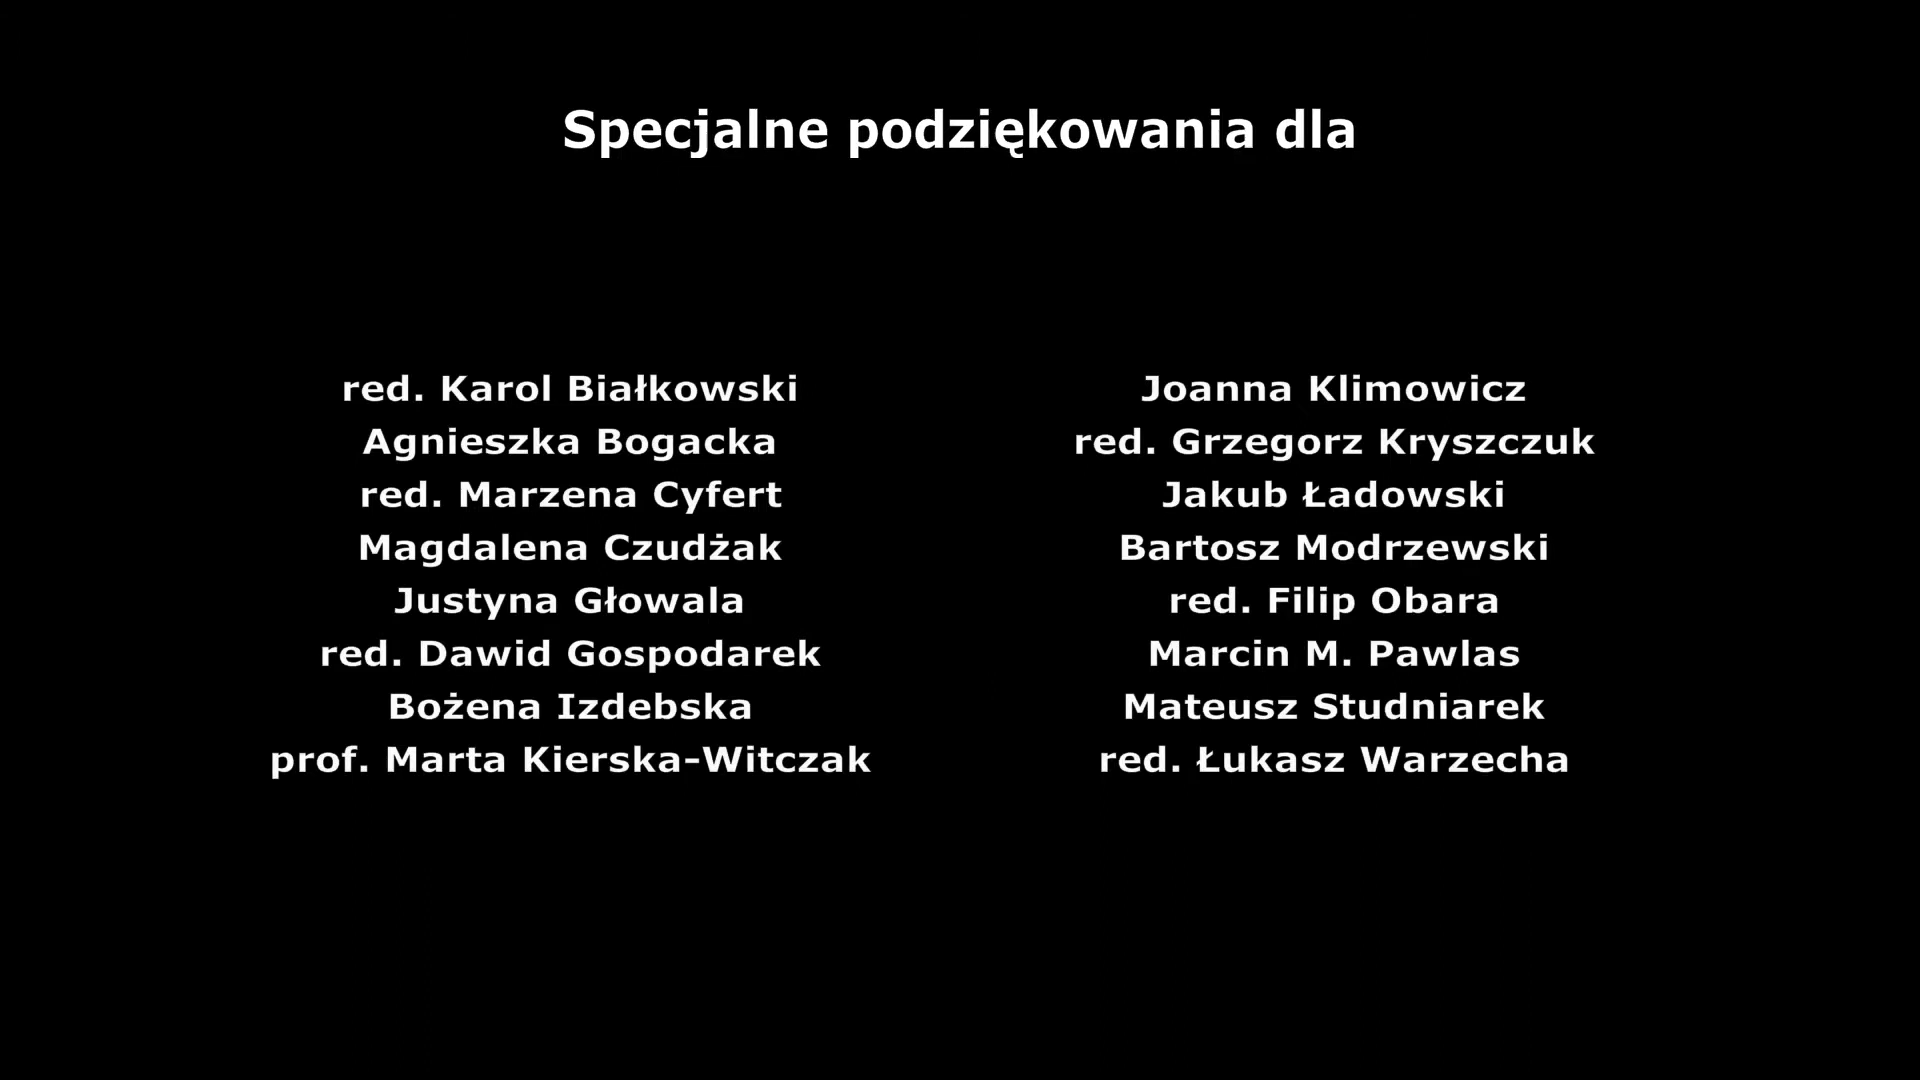 Specjalne podziękowania dla
red. Karol Białkowski
Agnieszka Bogacka
red. Marzena Cyfert
Magdalena Czudżak
Justyna Głowala
red. Dawid Gospodarek
Bożena Izdebska
prof. Marta Kierska-Witczak
Joanna Klimowicz
red. Grzegorz Kryszczuk
Jakub Ładowski
Bartosz Modrzewski
red. Filip Obara
Marcin M. Pawlas
Mateusz Studniarek
red. Łukasz Warzecha